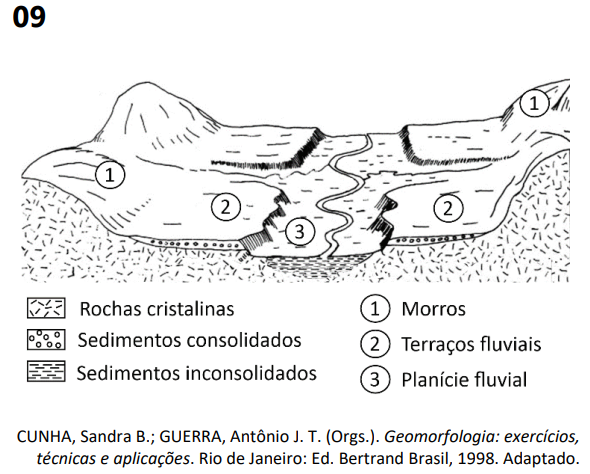 09
1
1
2
2
3
Rochas cristalinas
Sedimentos consolidados
Sedimentos inconsolidados
1 Morros
2 Terraços fluviais
3 Planície fluvial
CUNHA, Sandra B.; GUERRA, Antônio J. T. (Orgs.). Geomorfologia: exercícios,
técnicas e aplicações. Rio de Janeiro: Ed. Bertrand Brasil, 1998. Adaptado.